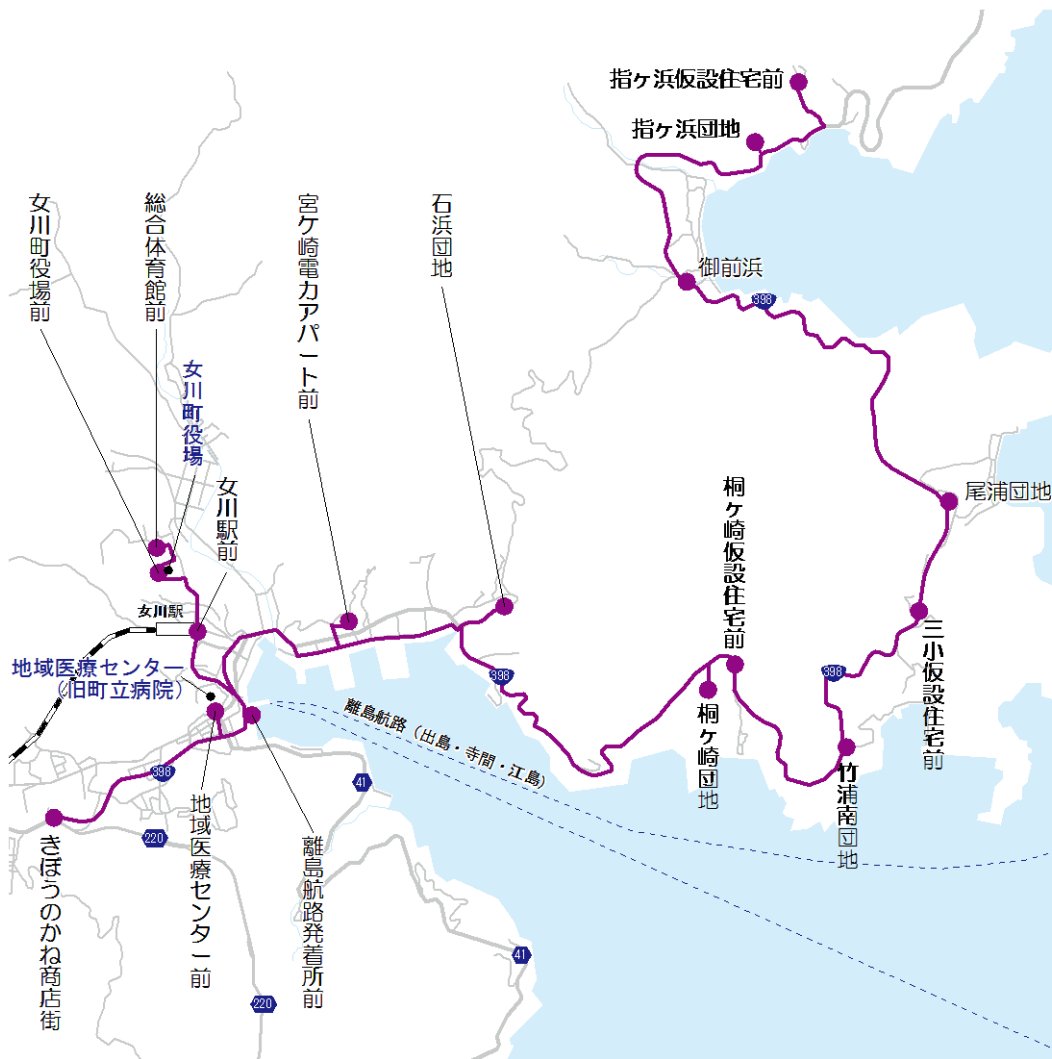 指ヶ浜仮設住宅前
指ヶ浜団地
女川町役場前
総合体育館前
宮ケ崎電力アパート前
石浜団地
御前浜
398
女川町役場
女川駅前
桐ケ崎仮設住宅前
尾浦団地
女川駅
地域医療センター
(旧町立病院)
398
398
三小仮設住宅前
離島航路(出島・寺間・江島)
桐ケ崎団地
竹浦南団地
398
41
220
地域医療センター前
離島航路発着所前
きぼうのかね商店街
41
220